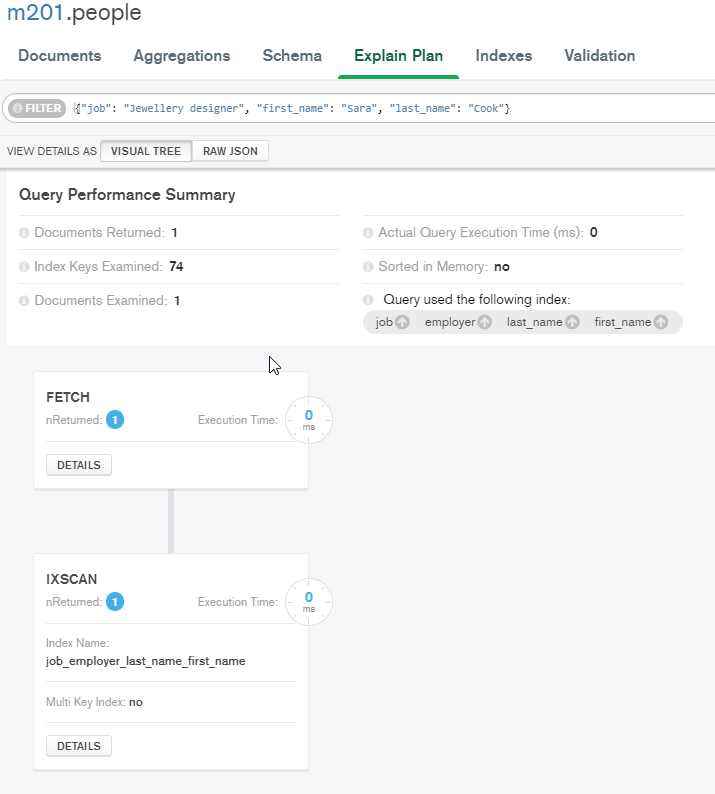 m201.people
Documents Aggregations Schema Explain Plan Indexes Validation
FILTER {"job": "Jewellery designer", "first_name": "Sara", "last_name": "Cook"}
VIEW DETAILS AS VISUAL TREE RAW JSON
Query Performance Summary
Documents Returned: 1
Actual Query Execution Time (ms): 0
Index Keys Examined: 74
Sorted in Memory: no
Documents Examined: 1
Query used the following index:
job employer last_name first_name
FETCH
nReturned: 1 Execution Time: 0 ms
DETAILS
IXSCAN
nReturned: 1 Execution Time: 0 ms
Index Name:
job_employer_last_name_first_name
Multi Key Index: no
DETAILS